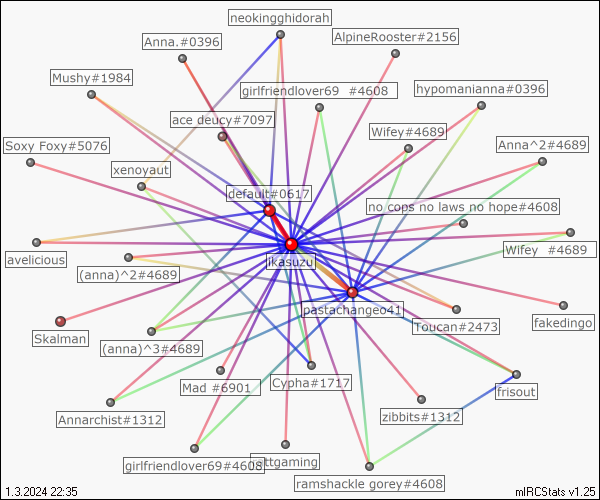 neokingghidorah
Anna.#0396
AlpineRooster#2156
Mushy#1984
girlfriendlover69 #4608
hypomanianna#0396
ace deucy#7097
Wifey#4689
Soxy Foxy#5076
Anna^2#4689
xenoyaut
default#0617
no cops no laws no hope#4608
avelicious
(anna)^2#4689
ikasuzu
Wifey #4689
pastachangeo41
Skalman
Toucan#2473
fakedingo
(anna)^3#4689
Mad #6901
Cypha#1717
frisout
Annarchist#1312
zibbits#1312
girlfriendlover69#4608
ttgaming
ramshackle gorey#4608
1.3.2024 22:35
mIRCStats v1.25